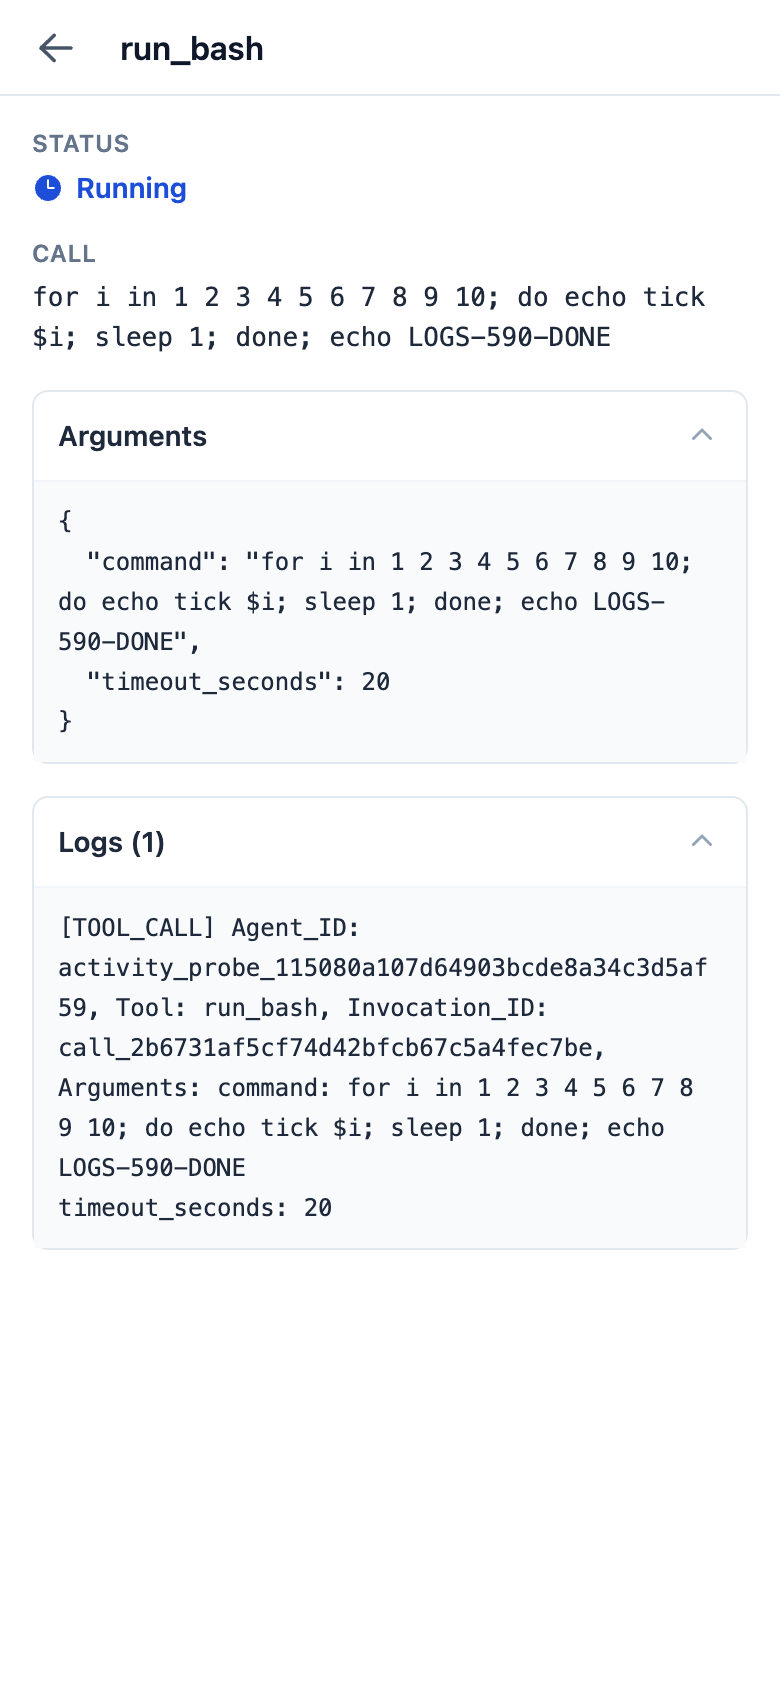 run_bash
STATUS
Running
CALL
for i in 1 2 3 4 5 6 7 8 9 10; do echo tick
$i; sleep 1; done; echo LOGS-590-DONE
Arguments
{
  "command": "for i in 1 2 3 4 5 6 7 8 9 10;
do echo tick $i; sleep 1; done; echo LOGS-
590-DONE",
  "timeout_seconds": 20
}
Logs (1)
[TOOL_CALL] Agent_ID:
activity_probe_115080a107d64903bcde8a34c3d5af
59, Tool: run_bash, Invocation_ID:
call_2b6731af5cf74d42bfcb67c5a4fec7be,
Arguments: command: for i in 1 2 3 4 5 6 7 8
9 10; do echo tick $i; sleep 1; done; echo
LOGS-590-DONE
timeout_seconds: 20